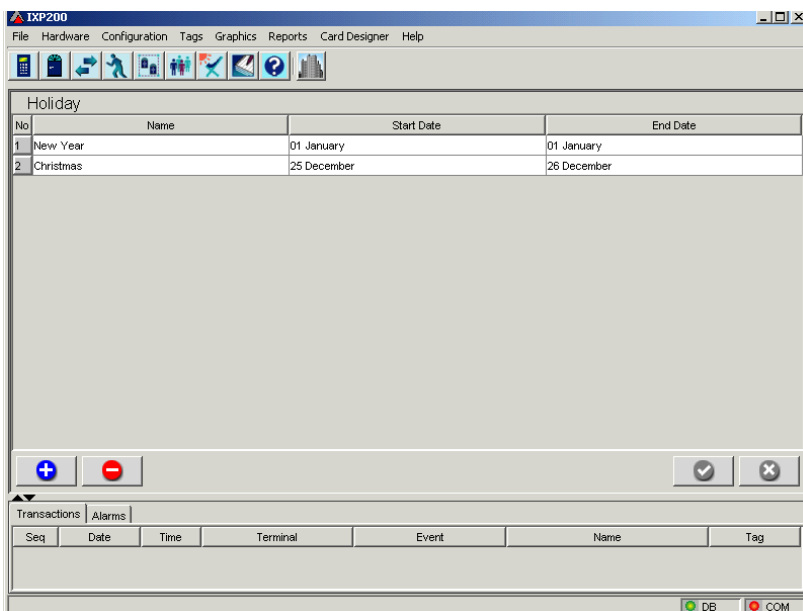 IXP200
File Hardware Configuration Tags Graphics Reports Card Designer Help
Holiday
No Name Start Date End Date
1 New Year 01 January 01 January
2 Christmas 25 December 26 December
Transactions Alarms
Seq Date Time Terminal Event Name Tag
DB COM